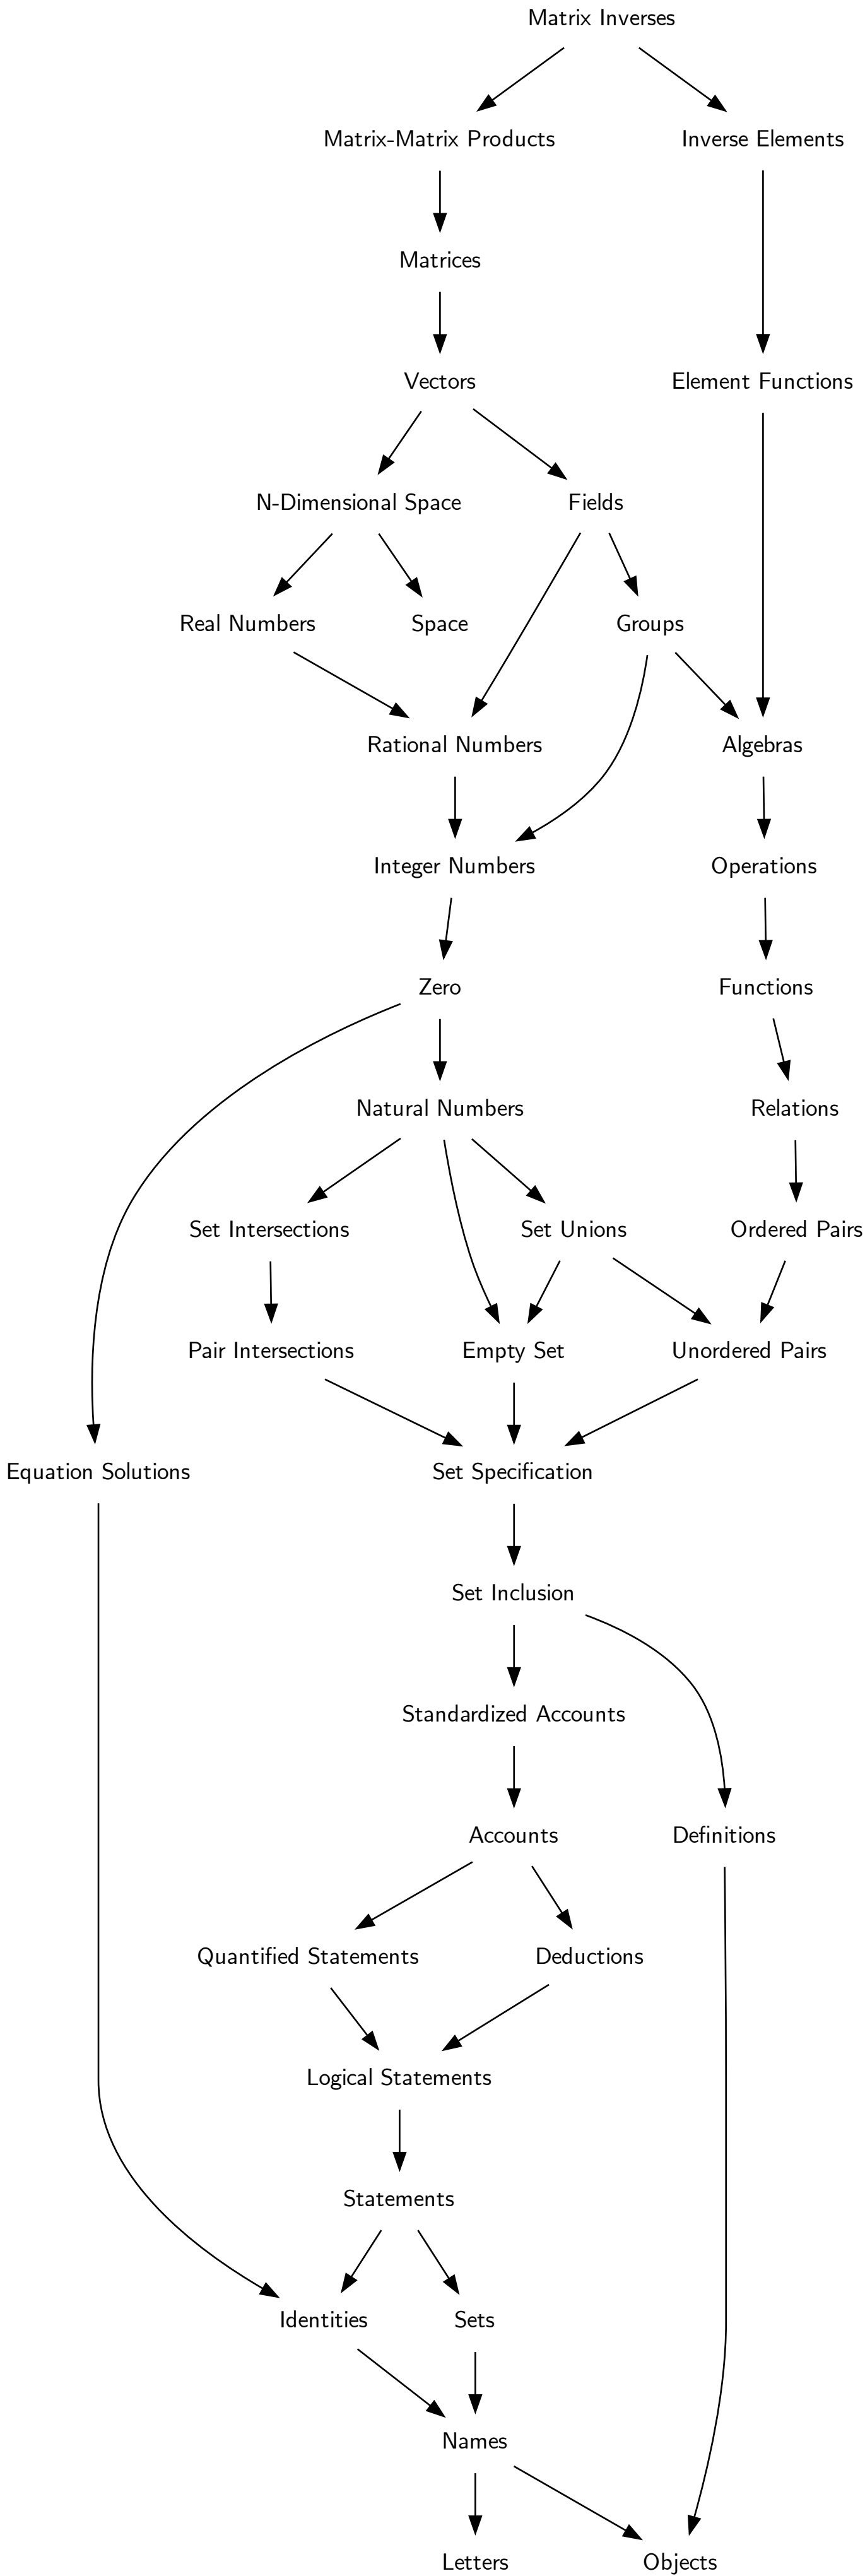 Matrix Inverses
Matrix-Matrix Products
Inverse Elements
Matrices
Vectors
Element Functions
N-Dimensional Space
Fields
Real Numbers
Space
Groups
Rational Numbers
Algebras
Integer Numbers
Operations
Zero
Functions
Natural Numbers
Relations
Set Intersections
Set Unions
Ordered Pairs
Pair Intersections
Empty Set
Unordered Pairs
Equation Solutions
Set Specification
Set Inclusion
Standardized Accounts
Accounts
Definitions
Quantified Statements
Deductions
Logical Statements
Statements
Identities
Sets
Names
Letters
Objects